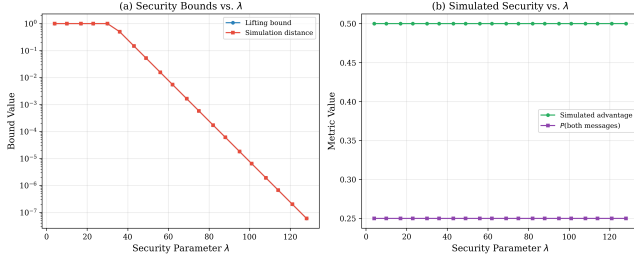 (a) Security Bounds vs. λ
10⁰
10⁻¹
10⁻²
10⁻³
10⁻⁴
10⁻⁵
10⁻⁶
10⁻⁷
Bound Value
Lifting bound
Simulation distance
0 20 40 60 80 100 120
Security Parameter λ
(b) Simulated Security vs. λ
0.50
0.45
0.40
0.35
0.30
0.25
Metric Value
Simulated advantage
P(both messages)
0 20 40 60 80 100 120
Security Parameter λ